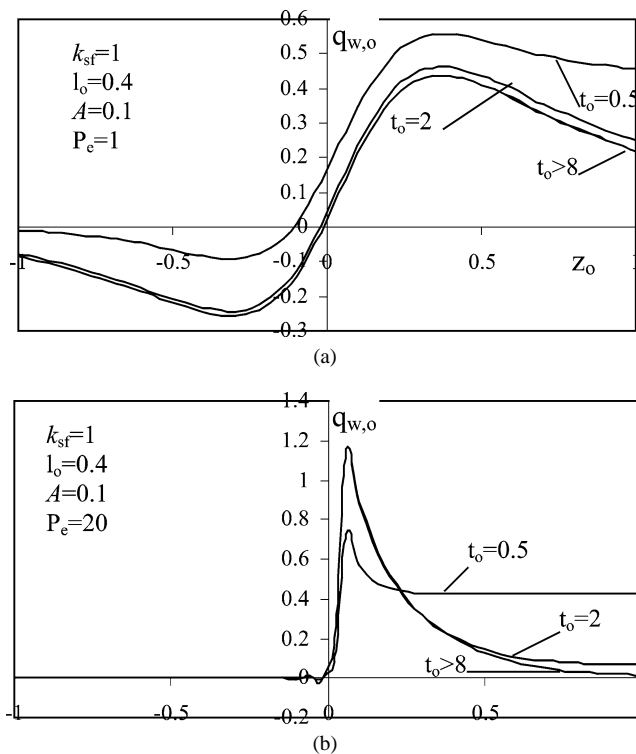 0.6
q_w,o
k_sf=1
l_o=0.4
A=0.1
P_e=1
0.5
0.4
0.3
0.2
0.1
0
-0.1
-0.2
-0.3
t_o=0.5
t_o=2
t_o>8
-1
-0.5
0
0.5
1
z_o
(a)
1.4
q_w,o
k_sf=1
l_o=0.4
A=0.1
P_e=20
1.2
1
0.8
0.6
0.4
0.2
0
-0.2
t_o=0.5
t_o=2
t_o>8
-1
-0.5
0
0.5
(b)